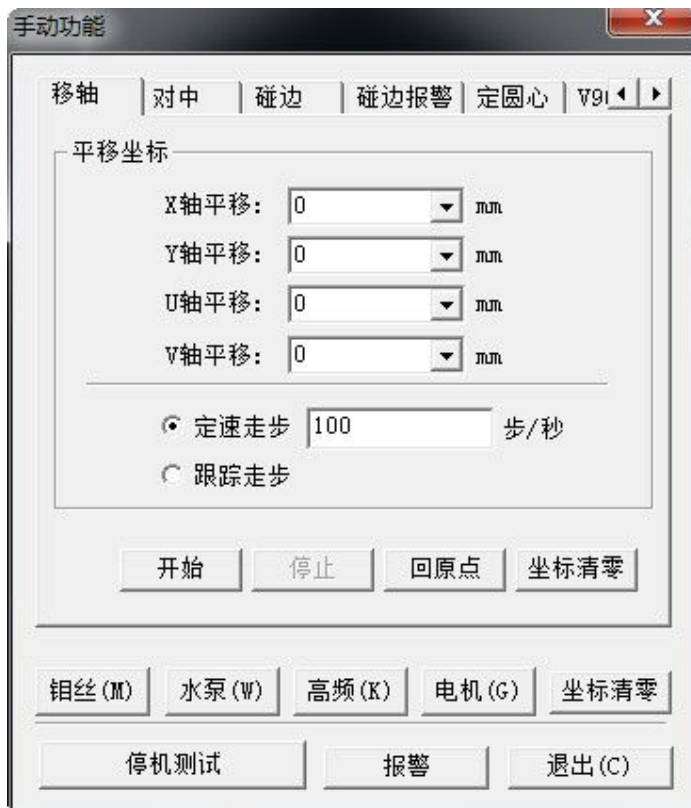 手动功能
移轴 对中 碰边 碰边报警 定圆心
平移坐标
X轴平移： 0 mm
Y轴平移： 0 mm
U轴平移： 0 mm
V轴平移： 0 mm
定速走步 100 步/秒
跟踪走步
开始 停止 回原点 坐标清零
钼丝(M) 水泵(W) 高频(K) 电机(G) 坐标清零
停机测试 报警 退出(C)